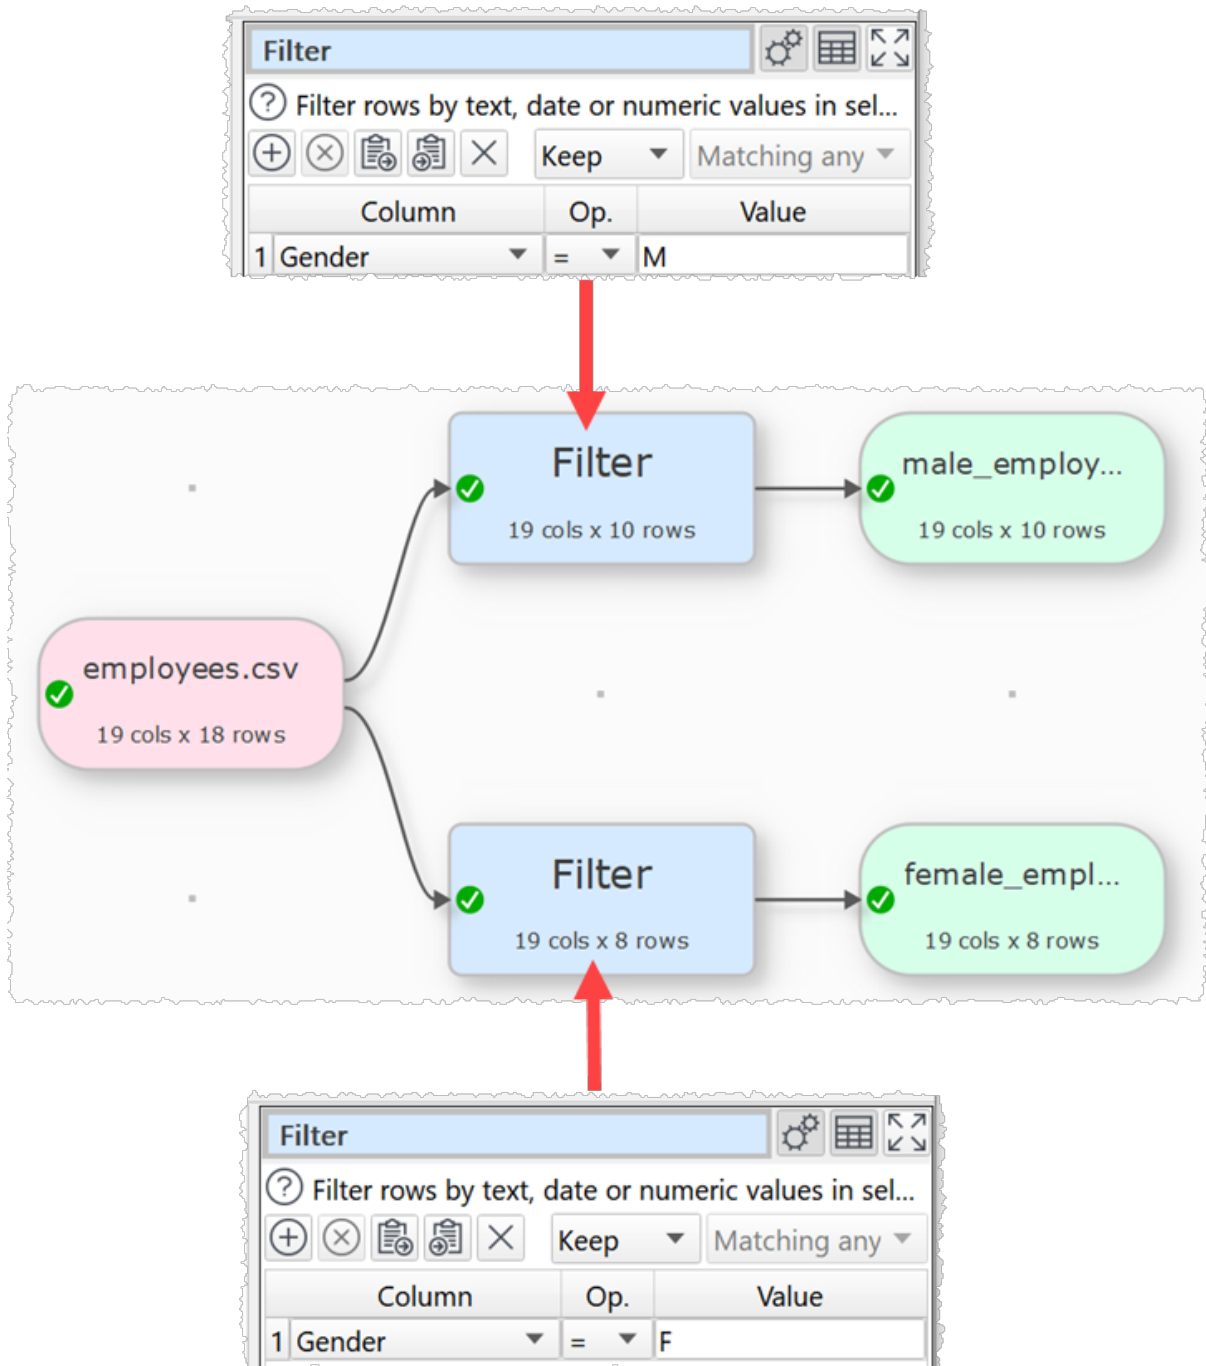 Filter
Filter rows by text, date or numeric values in sel...
Keep Matching any
Column Op. Value
1 Gender = M
Filter
19 cols x 10 rows
male_employ...
19 cols x 10 rows
employees.csv
19 cols x 18 rows
Filter
19 cols x 8 rows
female_empl...
19 cols x 8 rows
Filter
Filter rows by text, date or numeric values in sel...
Keep Matching any
Column Op. Value
1 Gender = F